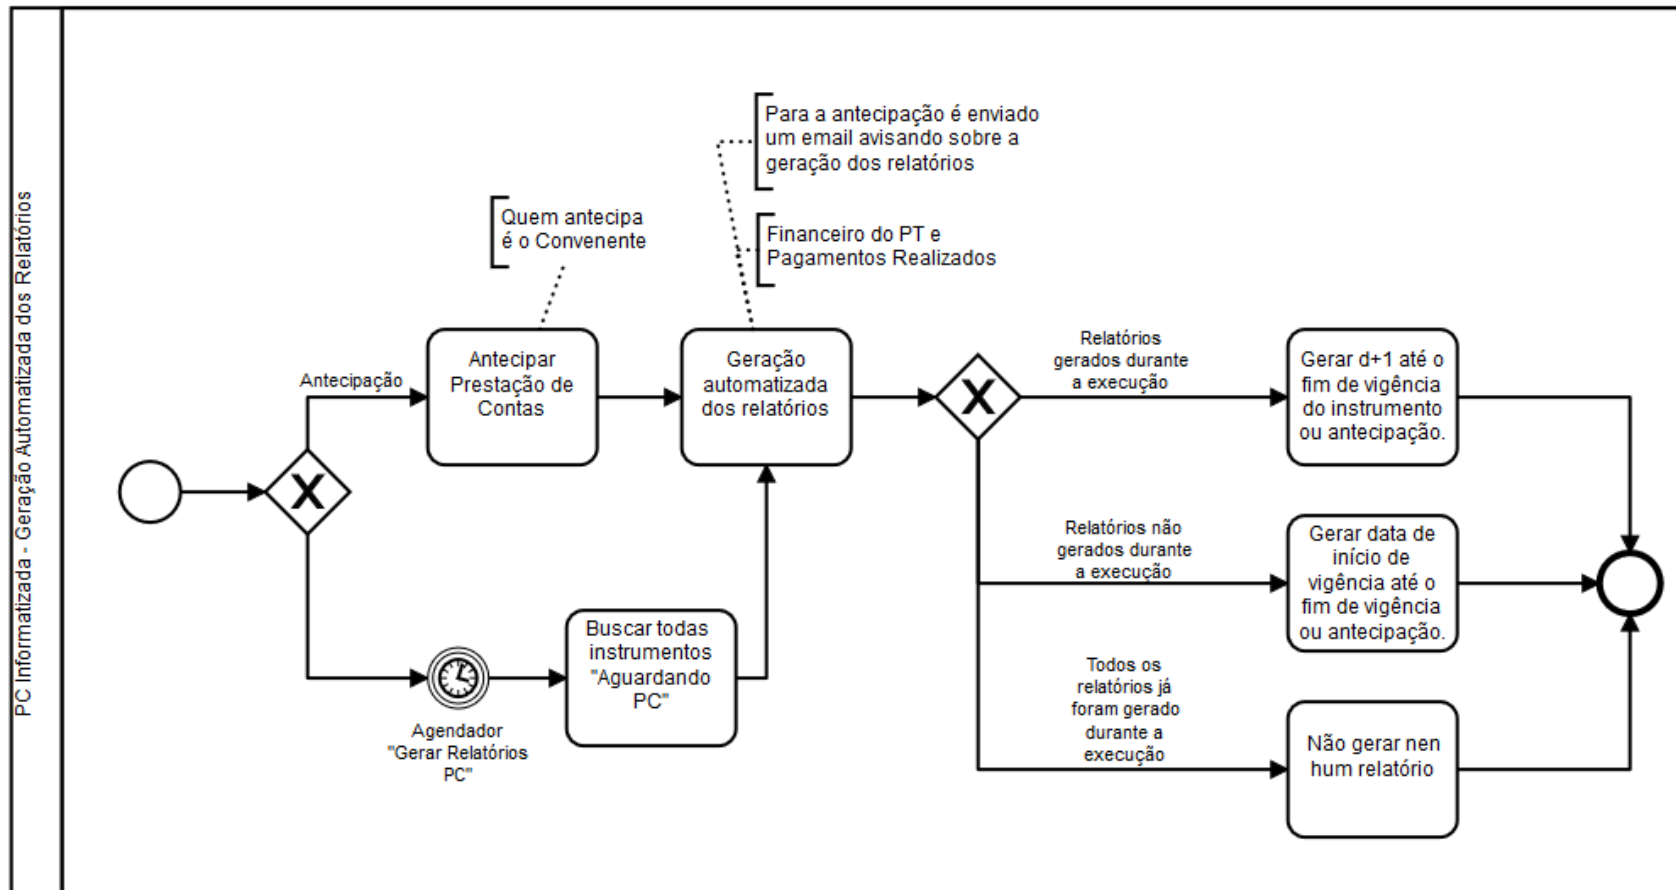 PC Informatizada - Geração Automatizada dos Relatórios
Para a antecipação é enviado
um email avisando sobre a
geração dos relatórios
Quem antecipa
é o Convenente
Financeiro do PT e
Pagamentos Realizados
Antecipação
Antecipar
Prestação de
Contas
Geração
automatizada
dos relatórios
Relatórios
gerados durante
a execução
Gerar d+1 até o
fim de vigência
do instrumento
ou antecipação.
X
X
Relatórios não
gerados durante
a execução
Gerar data de
início de
vigência até o
fim de vigência
ou antecipação.
Agendador
"Gerar Relatórios
PC"
Buscar todas
instrumentos
"Aguardando
PC"
Todos os
relatórios já
foram gerado
durante a
execução
Não gerar nen
hum relatório